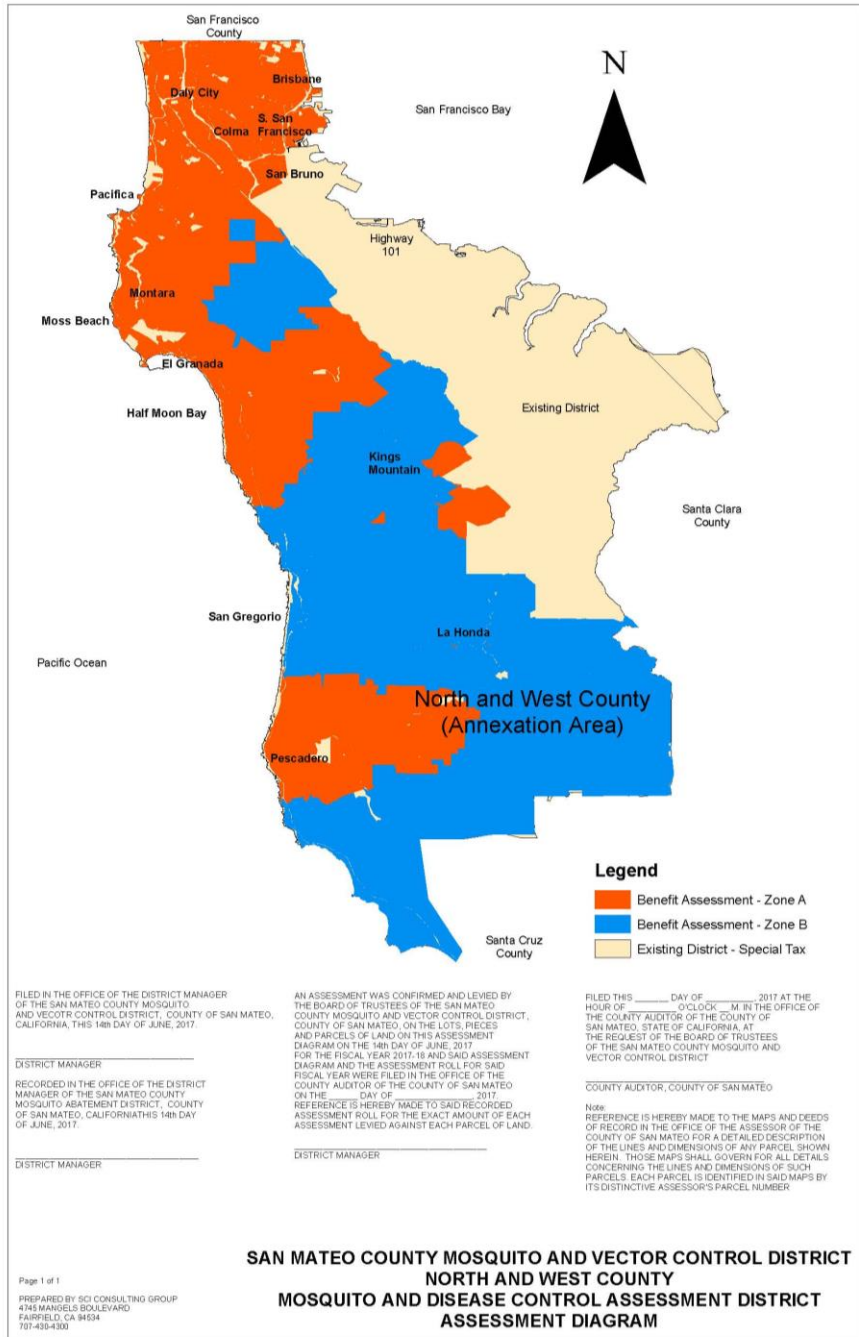 San Francisco
County
Brisbane
Daly City
San Francisco Bay
N
S. San
Colma Francisco
San Bruno
Pacifica
Highway
101
Montara
Moss Beach
El Granada
Existing District
Half Moon Bay
Kings
Mountain
Santa Clara
County
San Gregorio
La Honda
Pacific Ocean
North and West County
(Annexation Area)
Pescadero
Legend
Benefit Assessment - Zone A
Benefit Assessment - Zone B
Existing District - Special Tax
Santa Cruz
County
FILED IN THE OFFICE OF THE DISTRICT MANAGER
OF THE SAN MATEO COUNTY MOSQUITO
AND VECOTR CONTROL DISTRICT, COUNTY OF SAN MATEO,
CALIFORNIA, THIS 14th DAY OF JUNE, 2017.
DISTRICT MANAGER
RECORDED IN THE OFFICE OF THE DISTRICT
MANAGER OF THE SAN MATEO COUNTY
MOSQUITO ABATEMENT DISTRICT, COUNTY
OF SAN MATEO, CALIFORNIATHIS 14th DAY
OF JUNE, 2017.
DISTRICT MANAGER
AN ASSESSMENT WAS CONFIRMED AND LEVIED BY
THE BOARD OF TRUSTEES OF THE SAN MATEO
COUNTY MOSQUITO AND VECTOR CONTROL DISTRICT,
COUNTY OF SAN MATEO, ON THE LOTS, PIECES
AND PARCELS OF LAND ON THIS ASSESSMENT
DIAGRAM ON THE 14th DAY OF JUNE, 2017
FOR THE FISCAL YEAR 2017-18 AND SAID ASSESSMENT
DIAGRAM AND THE ASSESSMENT ROLL FOR SAID
FISCAL YEAR WERE FILED IN THE OFFICE OF THE
COUNTY AUDITOR OF THE COUNTY OF SAN MATEO
ON THE ______ DAY OF ________________, 2017.
REFERENCE IS HEREBY MADE TO SAID RECORDED
ASSESSMENT ROLL FOR THE EXACT AMOUNT OF EACH
ASSESSMENT LEVIED AGAINST EACH PARCEL OF LAND.
DISTRICT MANAGER
FILED THIS ______ DAY OF __________, 2017 AT THE
HOUR OF _________ O'CLOCK __M. IN THE OFFICE OF
THE COUNTY AUDITOR OF THE COUNTY OF
SAN MATEO, STATE OF CALIFORNIA, AT
THE REQUEST OF THE BOARD OF TRUSTEES
OF THE SAN MATEO COUNTY MOSQUITO AND
VECTOR CONTROL DISTRICT
COUNTY AUDITOR, COUNTY OF SAN MATEO
Note:
REFERENCE IS HEREBY MADE TO THE MAPS AND DEEDS
OF RECORD IN THE OFFICE OF THE ASSESSOR OF THE
COUNTY OF SAN MATEO FOR A DETAILED DESCRIPTION
OF THE LINES AND DIMENSIONS OF ANY PARCEL SHOWN
HEREIN. THOSE MAPS SHALL GOVERN FOR ALL DETAILS
CONCERNING THE LINES AND DIMENSIONS OF SUCH
PARCELS. EACH PARCEL IS IDENTIFIED IN SAID MAPS BY
ITS DISTINCTIVE ASSESSOR'S PARCEL NUMBER
Page 1 of 1
PREPARED BY SCI CONSULTING GROUP
4745 MANGELS BOULEVARD
FAIRFIELD, CA 94534
707-430-4300
SAN MATEO COUNTY MOSQUITO AND VECTOR CONTROL DISTRICT
NORTH AND WEST COUNTY
MOSQUITO AND DISEASE CONTROL ASSESSMENT DISTRICT
ASSESSMENT DIAGRAM